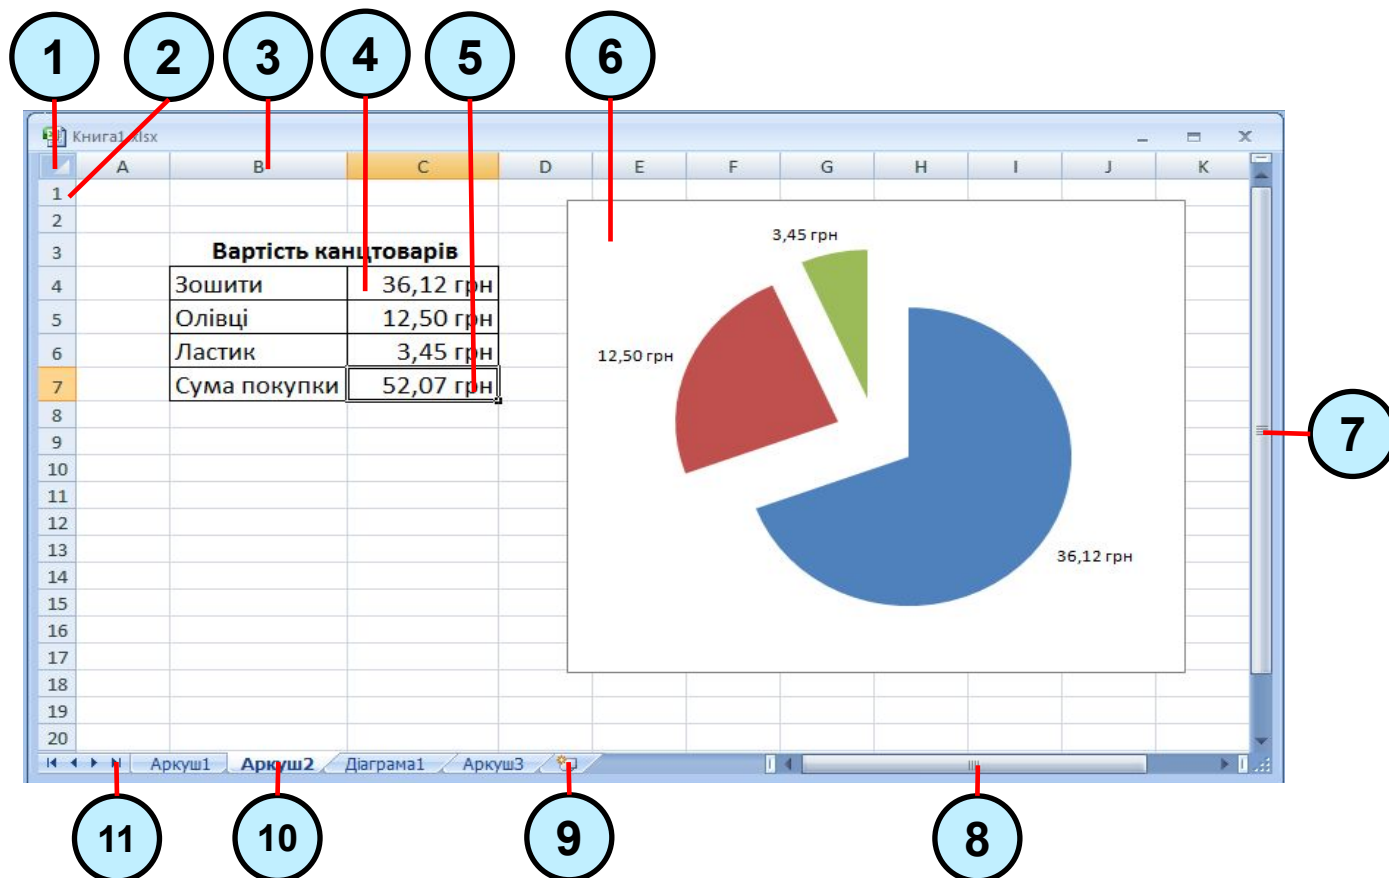 1 2 3 4 5 6
Книга1.xlsx
A B C D E F G H I J K
1
2
3 Вартість канцтоварів
4 Зошити 36,12 грн
5 Олівці 12,50 грн
6 Ластик 3,45 грн
7 Сума покупки 52,07 грн
8
9
10
11
12
13
14
15
16
17
18
19
20
3,45 грн
12,50 грн
36,12 грн
7
Аркуш1 Аркуш2 Діаграма1 Аркуш3
11 10 9 8